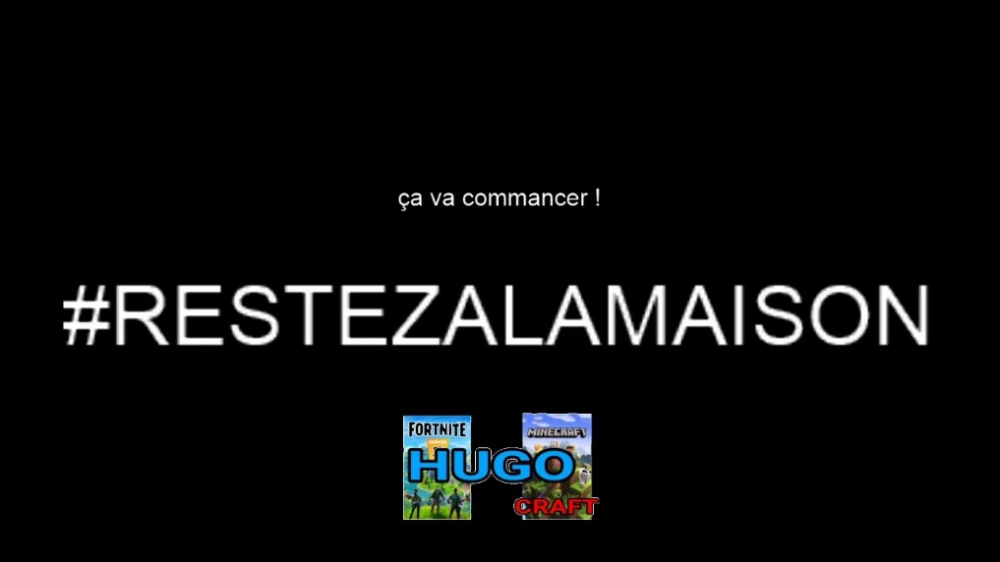 ça va commancer !
#RESTEZALAMAISON
FORTNITE
MINECRAFT
HUGO
CRAFT